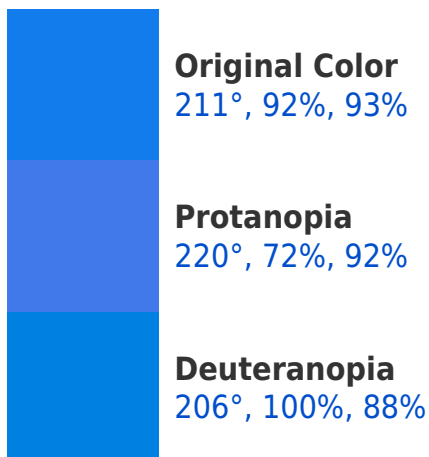 Original Color
211°, 92%, 93%
Protanopia
220°, 72%, 92%
Deuteranopia
206°, 100%, 88%